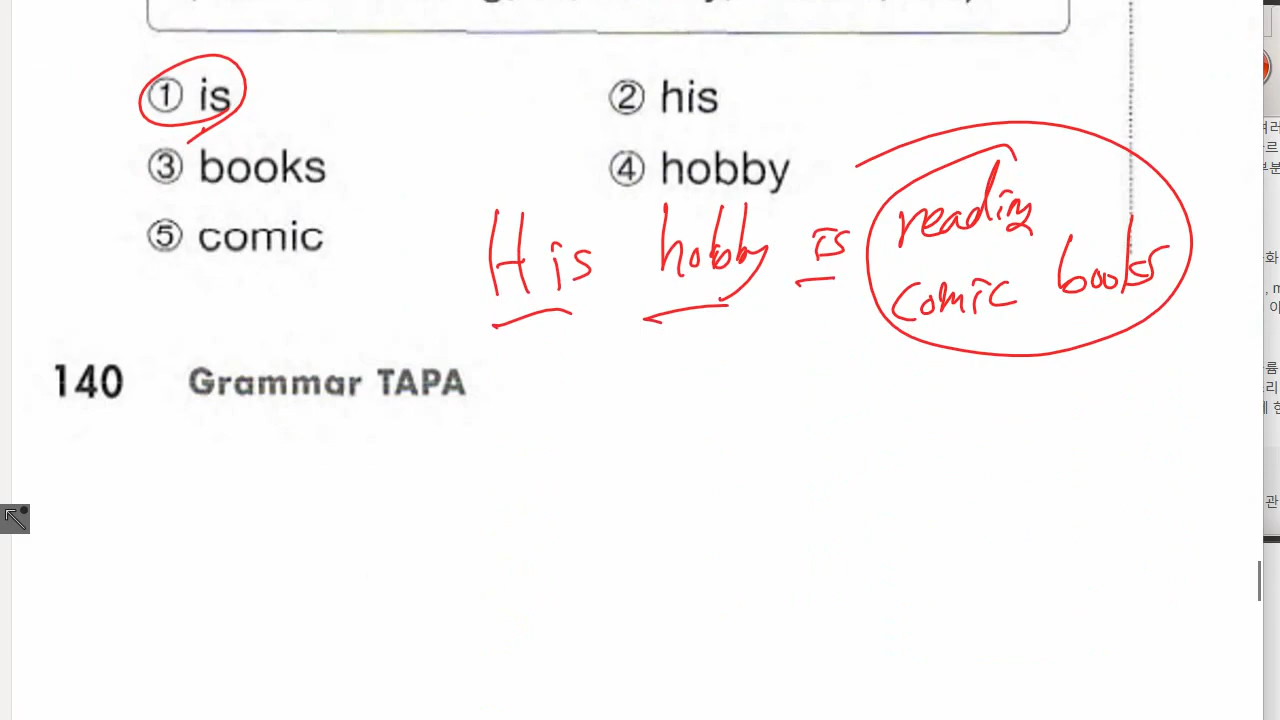 ① is
② his
③ books
④ hobby
⑤ comic
His hobby is reading
comic books
140 Grammar TAPA